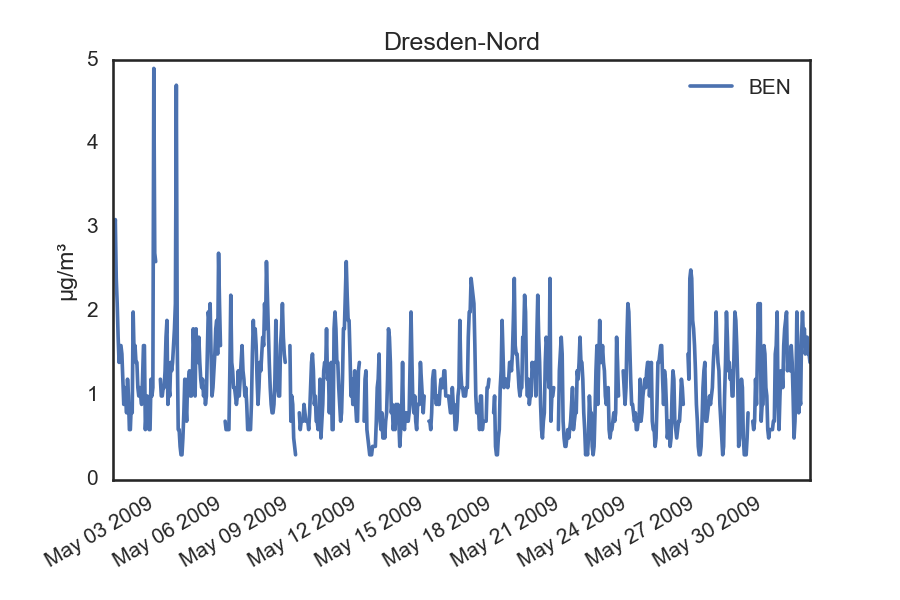 Dresden-Nord
BEN
µg/m³
5
4
3
2
1
0
May 03 2009
May 06 2009
May 09 2009
May 12 2009
May 15 2009
May 18 2009
May 21 2009
May 24 2009
May 27 2009
May 30 2009